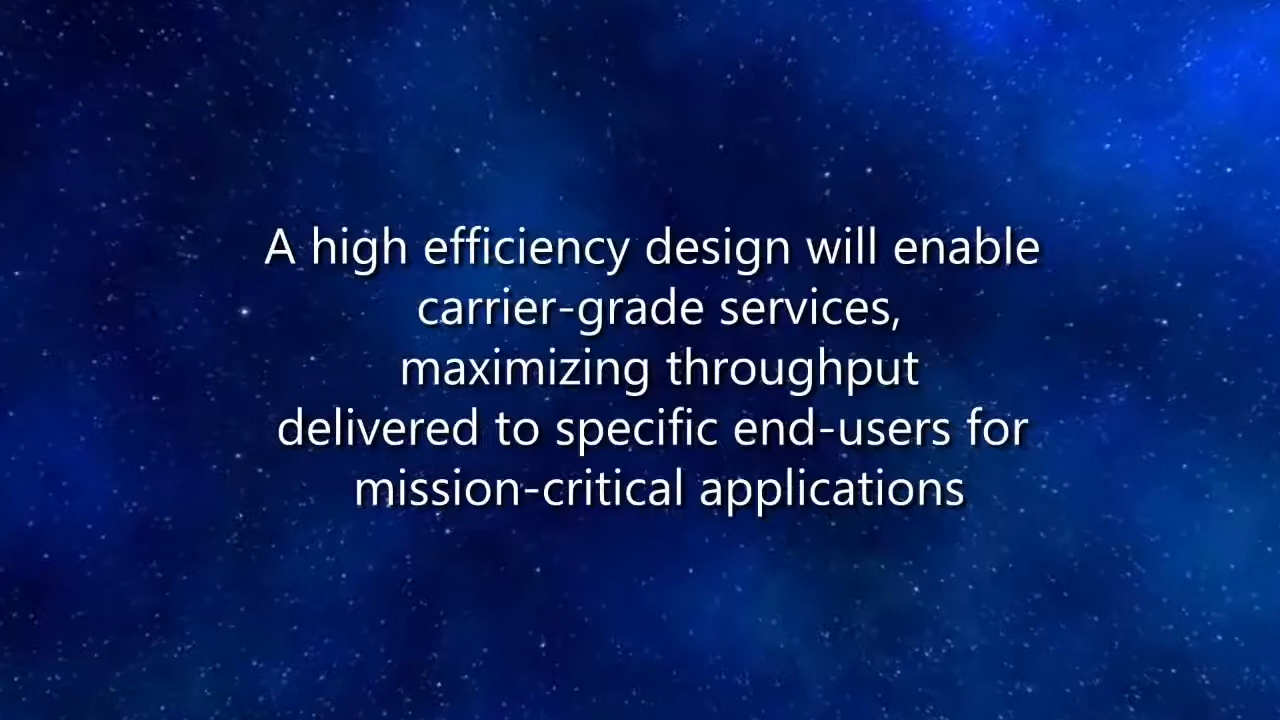 A high efficiency design will enable
carrier-grade services,
maximizing throughput
delivered to specific end-users for
mission-critical applications